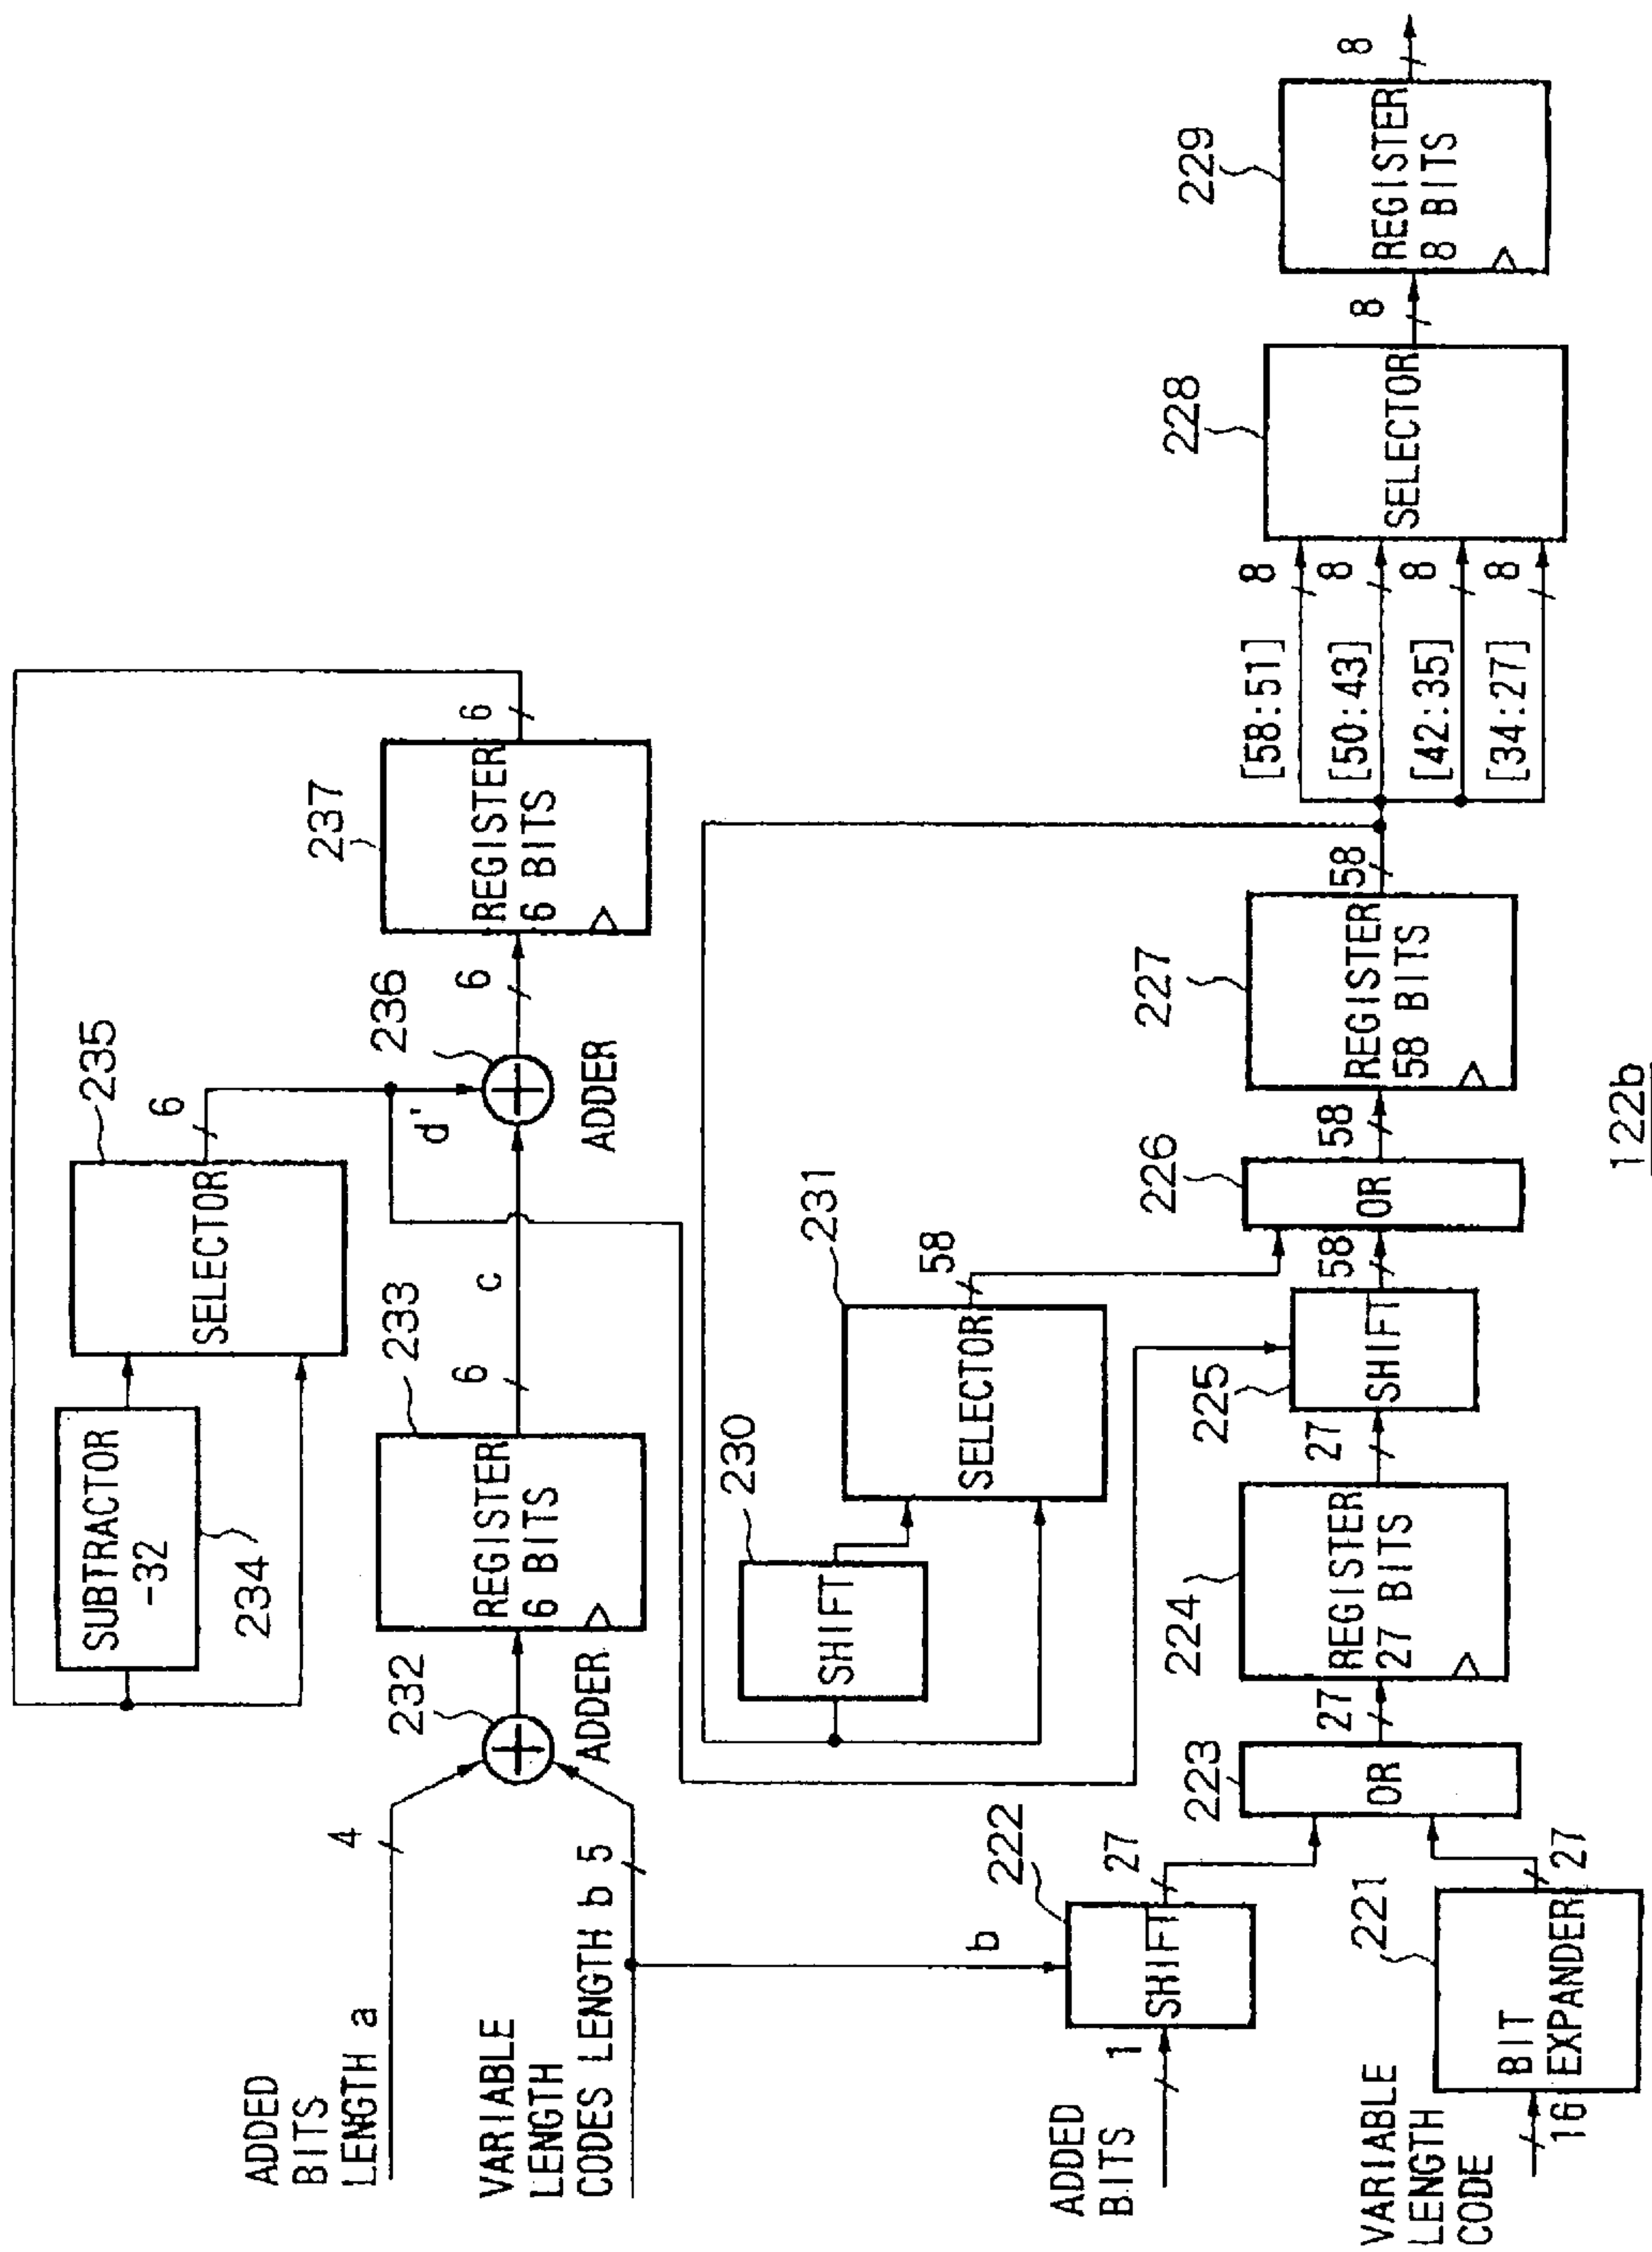 ADDED
BITS
LENGTH a
4
VARIABLE
LENGTH
CODES LENGTH b 5
232
ADDER
REGISTER
6 BITS
233
6
c
SUBTRACTOR
-32
234
SELECTOR
235
6
d'
236
ADDER
6
REGISTER
6 BITS
237
6
b
ADDED
BITS
1
SHIFT
222
27
VARIABLE
LENGTH
CODE
16
BIT
EXPANDER
221
27
OR
223
27
REGISTER
27 BITS
224
27
SHIFT
225
58
SHIFT
230
SELECTOR
231
58
OR
226
58
REGISTER
58 BITS
227
58
[58:51]
8
[50:43]
8
[42:35]
8
[34:27]
8
SELECTOR
228
8
REGISTER
8 BITS
229
8
122b